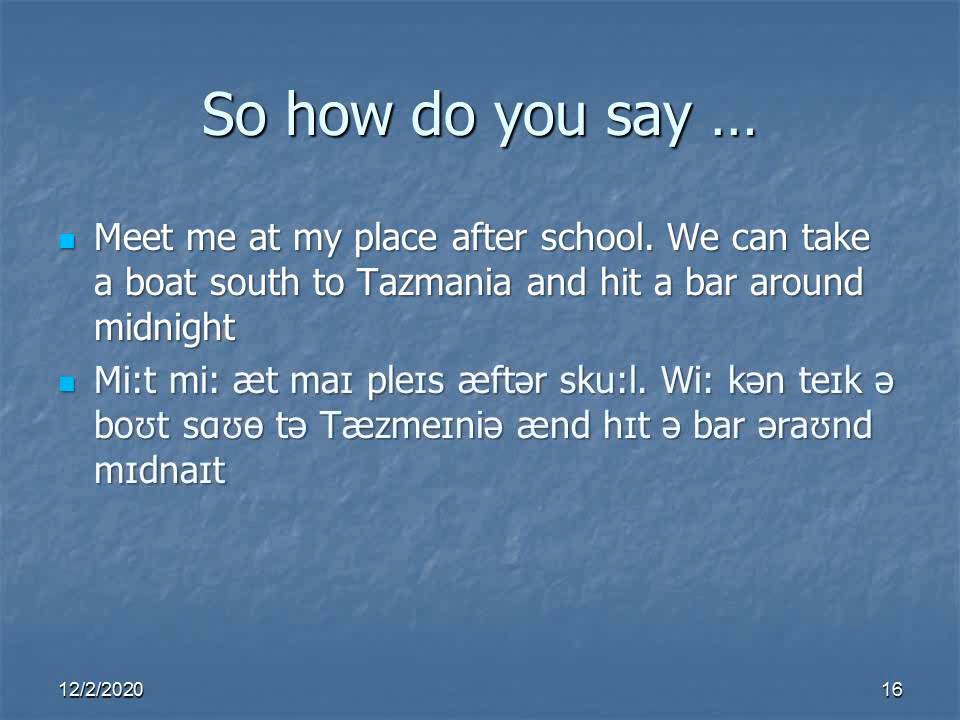 So how do you say …
Meet me at my place after school. We can take
a boat south to Tazmania and hit a bar around
midnight
Mi:t mi: æt maɪ pleɪs æftər sku:l. Wi: kən teɪk ə
boʊt sɑʊɵ tə Tæzmeɪniə ænd hɪt ə bar əraʊnd
mɪdnaɪt
12/2/2020
16